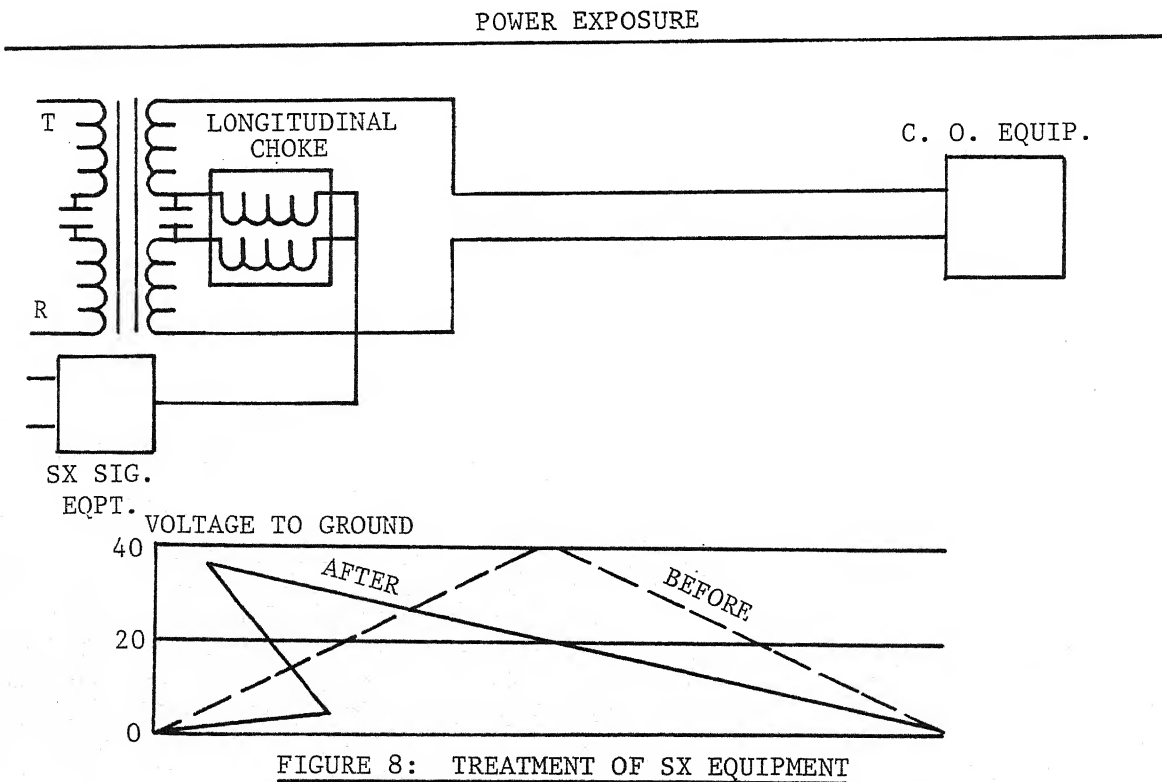 POWER EXPOSURE
T
LONGITUDINAL
CHOKE
C. O. EQUIP.
R
SX SIG.
EQPT.
VOLTAGE TO GROUND
40
AFTER
BEFORE
20
0
FIGURE 8: TREATMENT OF SX EQUIPMENT